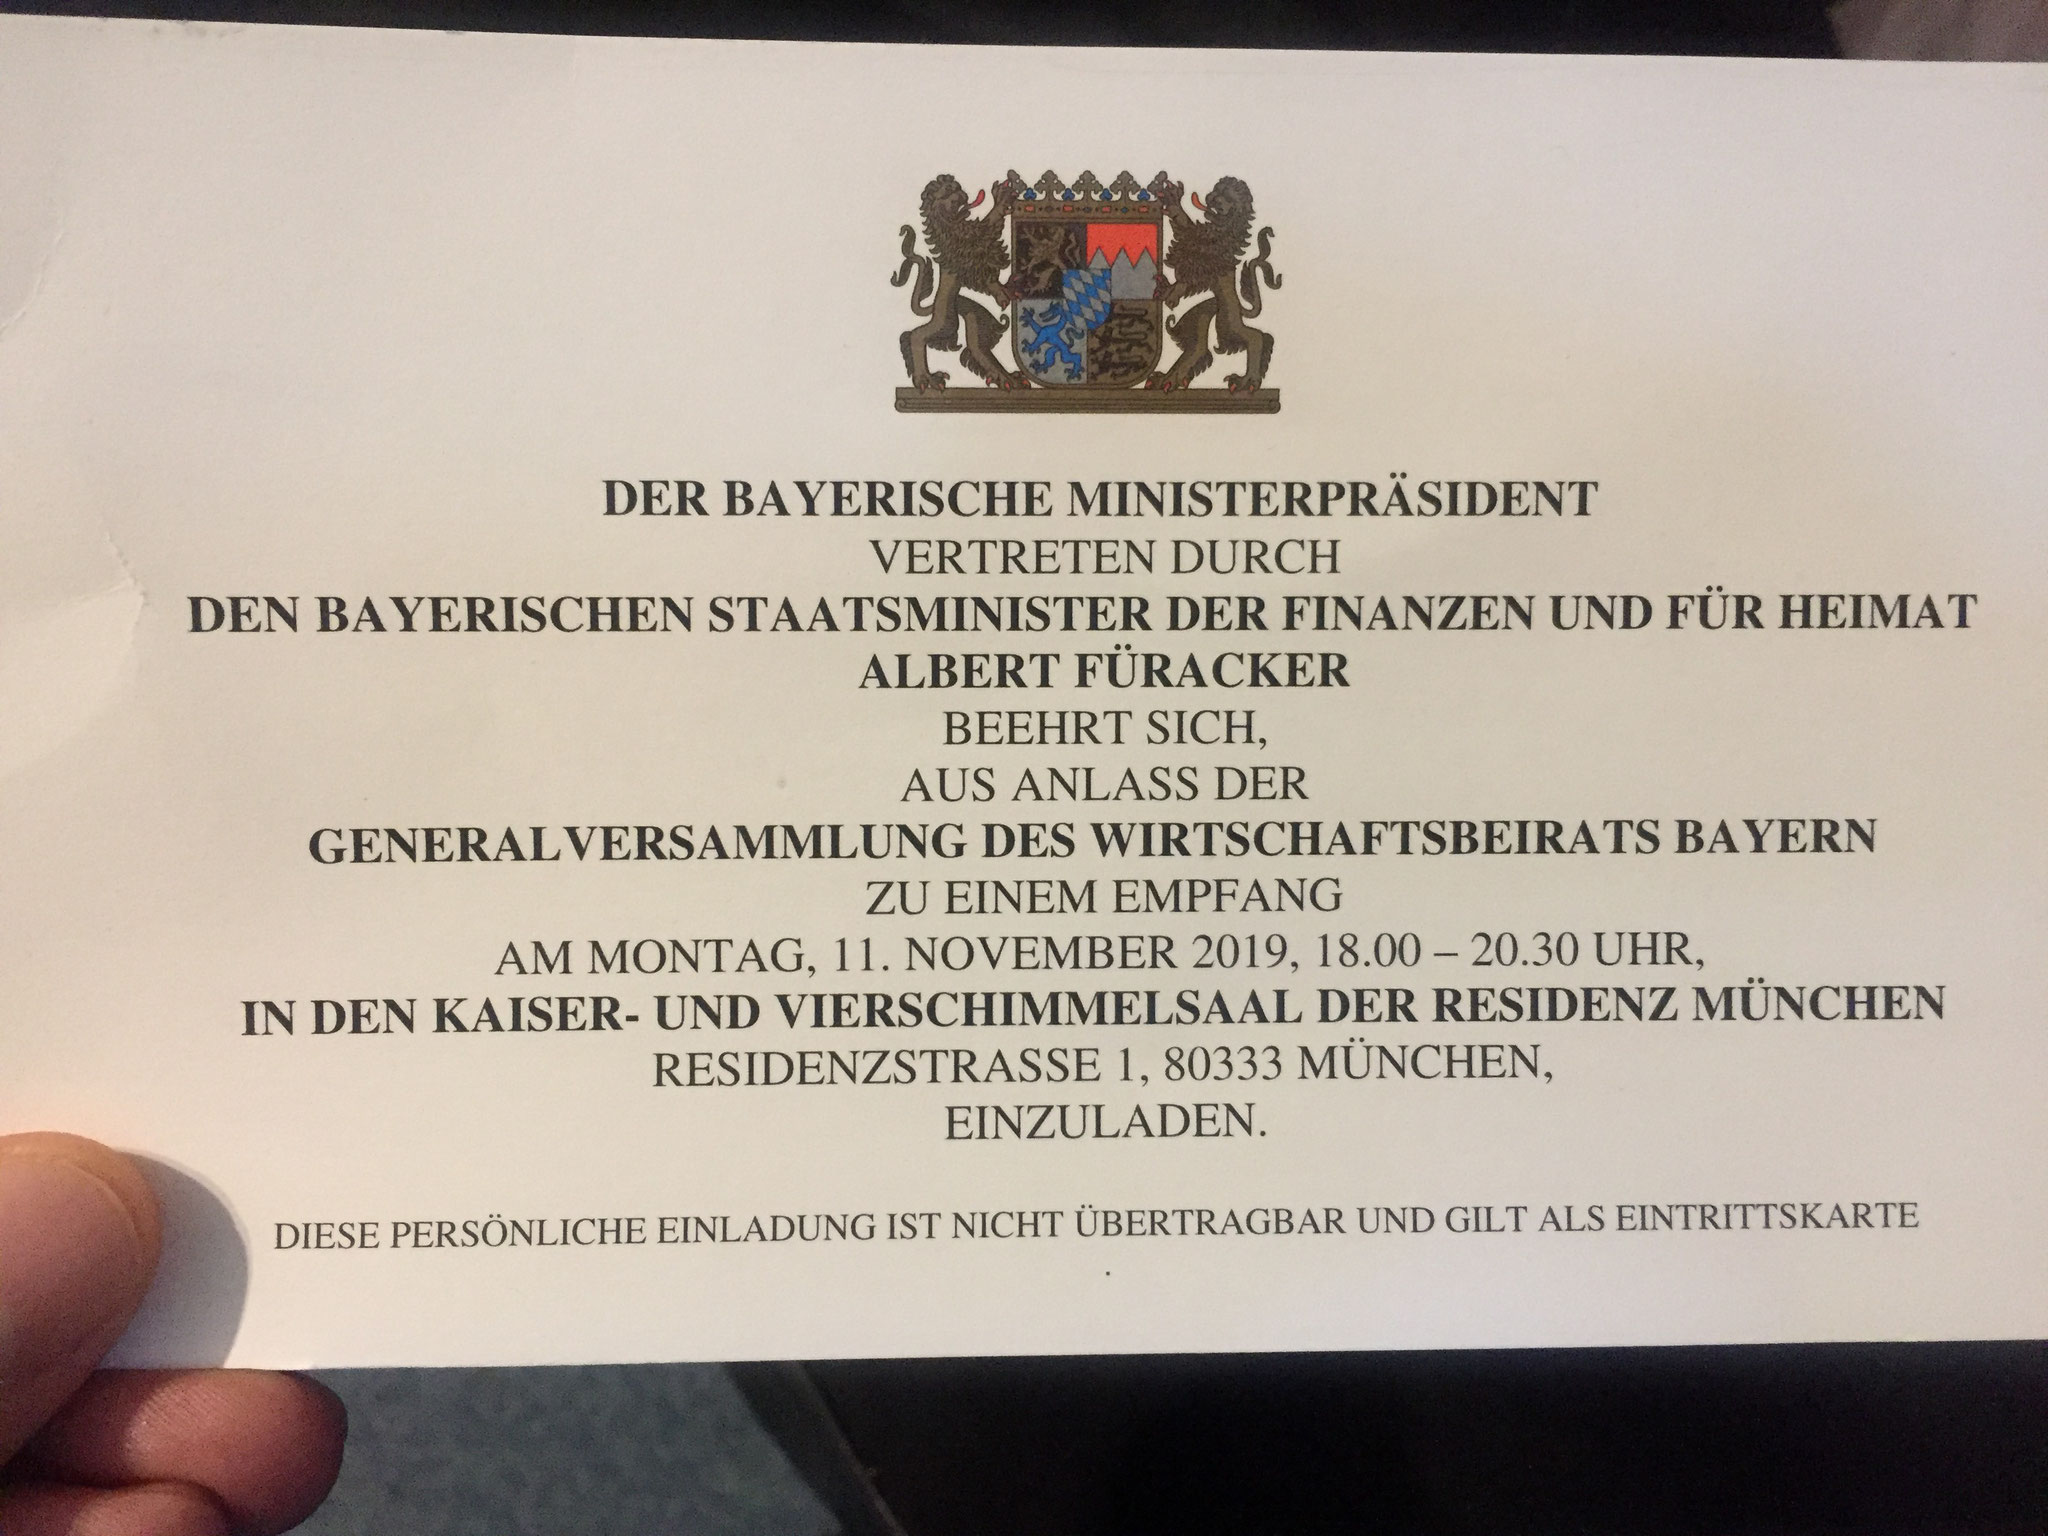 DER BAYERISCHE MINISTERPRÄSIDENT
VERTRETEN DURCH
DEN BAYERISCHEN STAATSMINISTER DER FINANZEN UND FÜR HEIMAT
ALBERT FÜRACKER
BEEHRT SICH,
AUS ANLASS DER
GENERALVERSAMMLUNG DES WIRTSCHAFTSBEIRATS BAYERN
ZU EINEM EMPFANG
AM MONTAG, 11. NOVEMBER 2019, 18.00 – 20.30 UHR,
IN DEN KAISER- UND VIERSCHIMMELSAAL DER RESIDENZ MÜNCHEN
RESIDENZSTRASSE 1, 80333 MÜNCHEN,
EINZULADEN.
DIESE PERSÖNLICHE EINLADUNG IST NICHT ÜBERTRAGBAR UND GILT ALS EINTRITTSKARTE
.